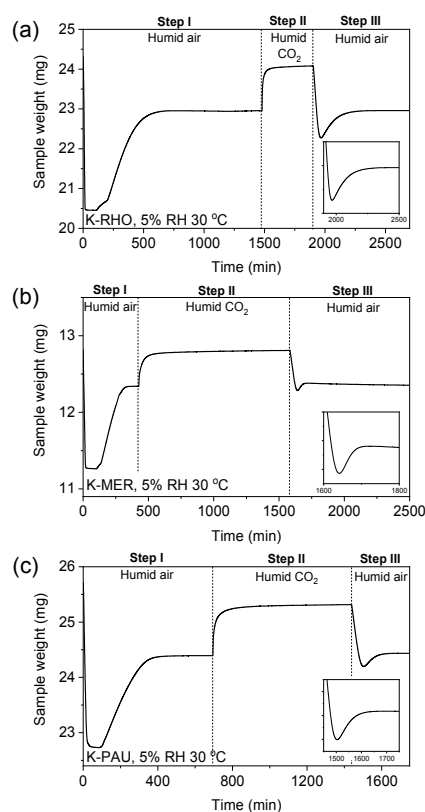 (a)
Step I
Step II
Step III
Humid air
Humid
CO₂
Humid air
Sample weight (mg)
25
24
23
22
21
20
K-RHO, 5% RH 30 °C
2000
2500
0
500
1000
1500
2000
2500
Time (min)
(b)
Step I
Step II
Step III
Humid air
Humid CO₂
Humid air
Sample weight (mg)
13
12
11
K-MER, 5% RH 30 °C
1600
1800
0
500
1000
1500
2000
2500
Time (min)
(c)
Step I
Step II
Step III
Humid air
Humid CO₂
Humid air
Sample weight (mg)
26
25
24
23
K-PAU, 5% RH 30 °C
1500
1600
1700
0
400
800
1200
1600
Time (min)